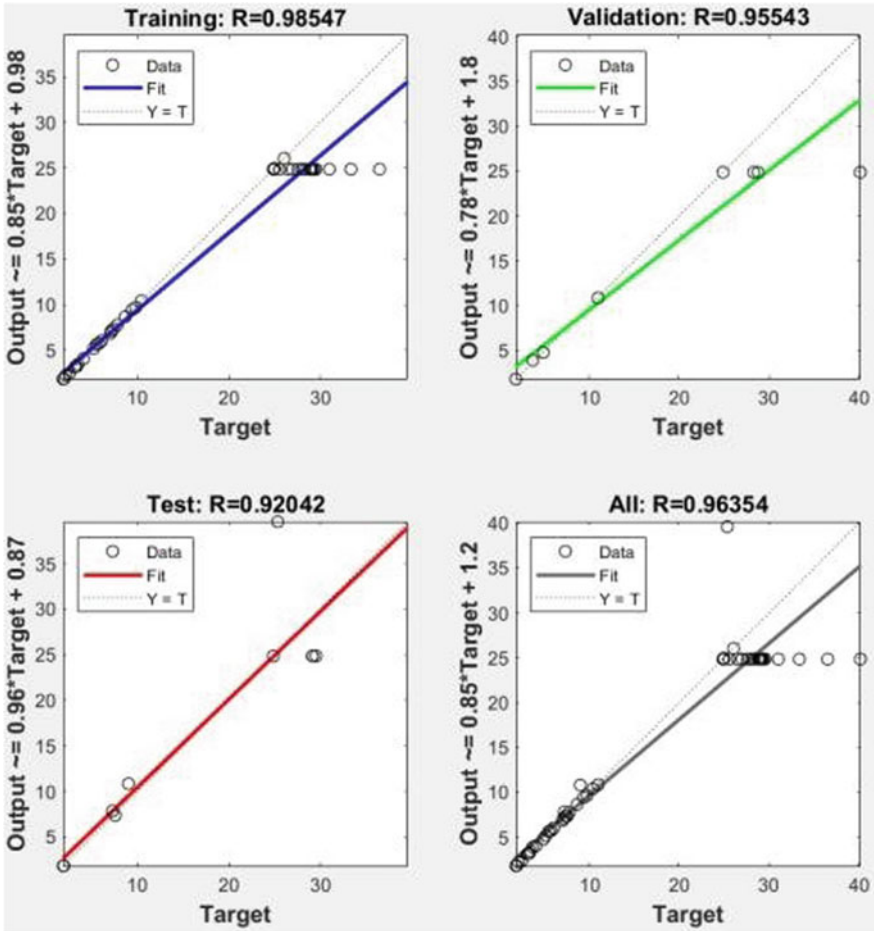 Training: R=0.98547
Output ~= 0.85*Target + 0.98
Data
Fit
Y = T
35
30
25
20
15
10
5
10 30
Target
Validation: R=0.95543
Output ~= 0.78*Target + 1.8
Data
Fit
Y = T
40
35
30
25
20
15
10
5
10 20 30 40
Target
Test: R=0.92042
Output ~= 0.96*Target + 0.87
Data
Fit
Y = T
35
30
25
20
15
10
5
10 20 30
Target
All: R=0.96354
Output ~= 0.85*Target + 1.2
Data
Fit
Y = T
40
35
30
25
20
15
10
5
10 20 30 40
Target